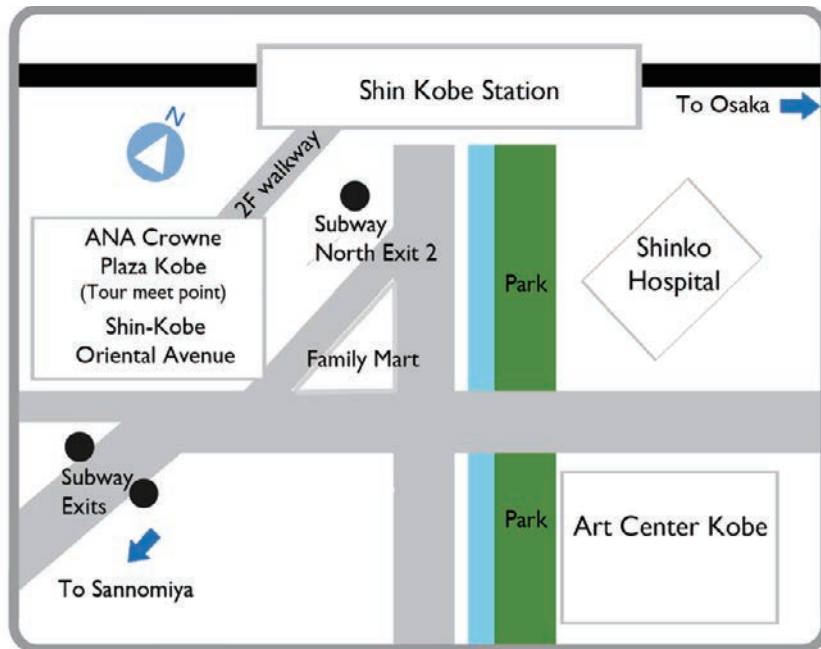 Shin Kobe Station
To Osaka
N
2F walkway
Subway
North Exit 2
ANA Crowne
Plaza Kobe
(Tour meet point)
Shin-Kobe
Oriental Avenue
Park
Shinko
Hospital
Family Mart
Subway
Exits
Park
Art Center Kobe
To Sannomiya